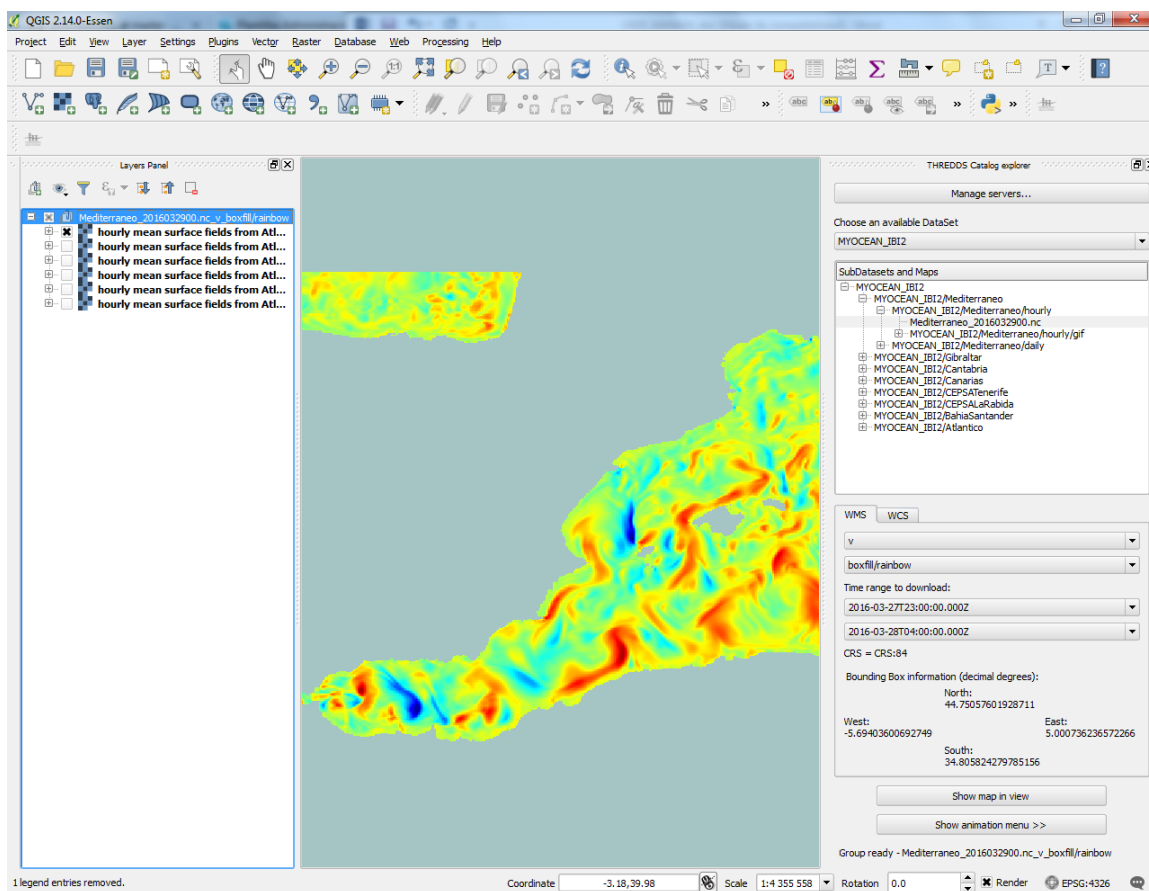 QGIS 2.14.0-Essen
Project Edit View Layer Settings Plugins Vector Raster Database Web Processing Help
Layers Panel
Mediterraneo_2016032900.nc_v_boxfill/rainbow
hourly mean surface fields from Atl...
hourly mean surface fields from Atl...
hourly mean surface fields from Atl...
hourly mean surface fields from Atl...
hourly mean surface fields from Atl...
hourly mean surface fields from Atl...
THREDDS Catalog explorer
Manage servers...
Choose an available DataSet
MYOCEAN_IBI2
SubDatasets and Maps
MYOCEAN_IBI2
MYOCEAN_IBI2/Mediterraneo
MYOCEAN_IBI2/Mediterraneo/hourly
Mediterraneo_2016032900.nc
MYOCEAN_IBI2/Mediterraneo/hourly/gif
MYOCEAN_IBI2/Mediterraneo/daily
MYOCEAN_IBI2/Gibraltar
MYOCEAN_IBI2/Cantabria
MYOCEAN_IBI2/Canarias
MYOCEAN_IBI2/CEPSATenerife
MYOCEAN_IBI2/CEPSALaRabida
MYOCEAN_IBI2/BahiaSantander
MYOCEAN_IBI2/Atlantico
WMS WCS
v
boxfill/rainbow
Time range to download:
2016-03-27T23:00:00.000Z
2016-03-28T04:00:00.000Z
CRS = CRS:84
Bounding Box information (decimal degrees):
North:
44.75057601928711
West: East:
-5.69403600692749 5.000736236572266
South:
34.805824279785156
Show map in view
Show animation menu >>
Group ready - Mediterraneo_2016032900.nc_v_boxfill/rainbow
1 legend entries removed. Coordinate -3.18,39.98 Scale 1:4 355 558 Rotation 0.0 Render EPSG:4326